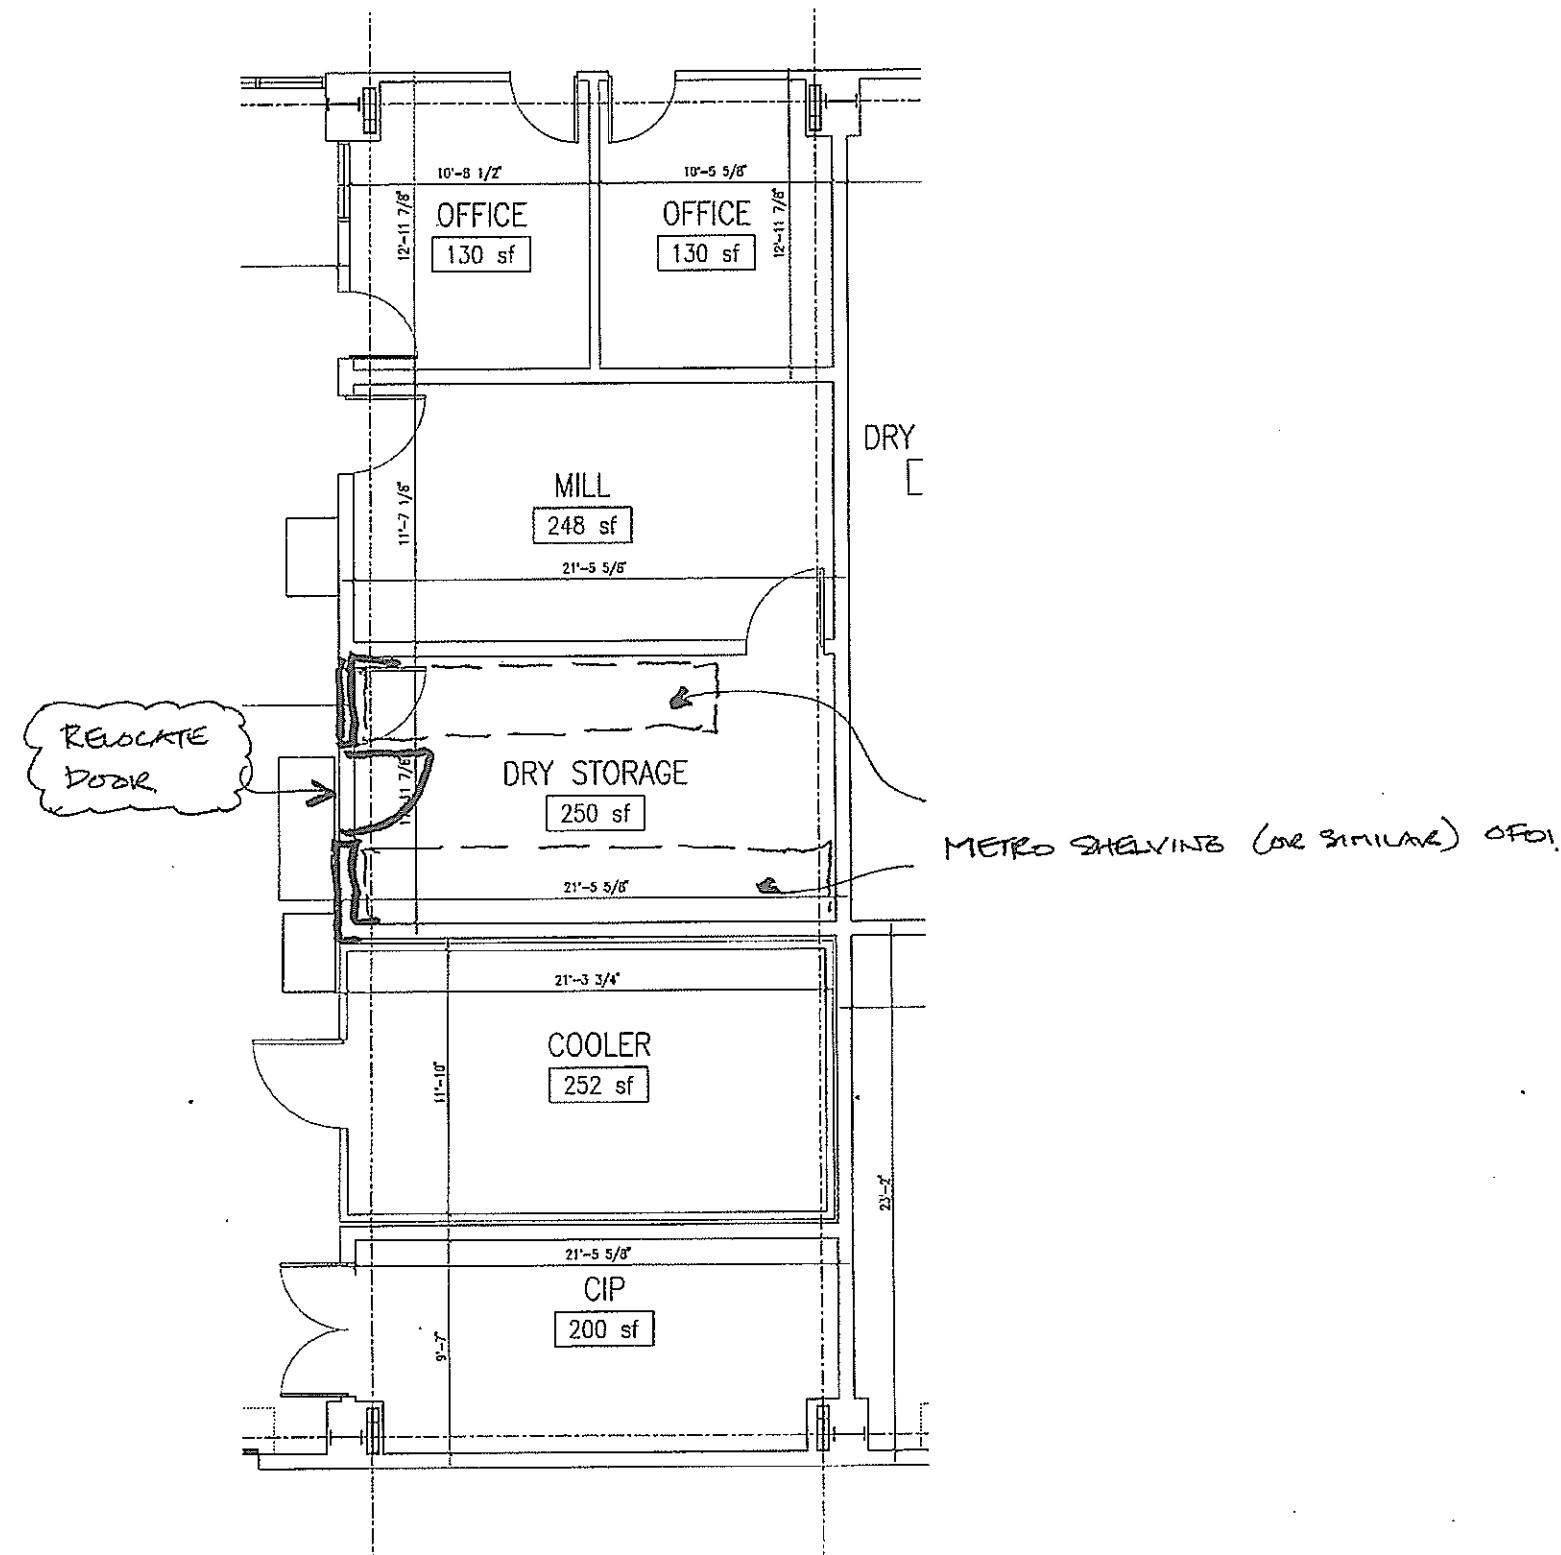 10'-8 1/2"
10'-5 5/8"
12'-11 7/8"
OFFICE
130 sf
OFFICE
130 sf
12'-11 7/8"
DRY
MILL
248 sf
11'-7 1/8"
21'-5 5/8"
RELOCATE
DOOR
DRY STORAGE
250 sf
METRO SHELVING (OR SIMILAR) OFOI
21'-5 5/8"
21'-3 3/4"
COOLER
252 sf
11'-10"
23'-2"
21'-5 5/8"
CIP
200 sf
9'-7"